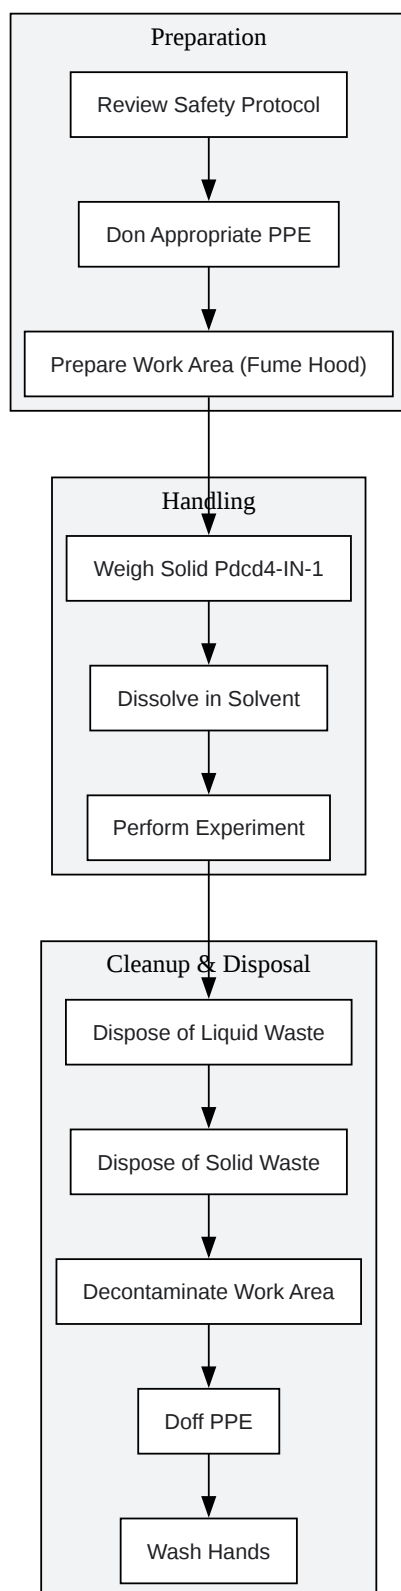 Preparation
Review Safety Protocol
Don Appropriate PPE
Prepare Work Area (Fume Hood)
Handling
Weigh Solid Pdcd4-IN-1
Dissolve in Solvent
Perform Experiment
Cleanup & Disposal
Dispose of Liquid Waste
Dispose of Solid Waste
Decontaminate Work Area
Doff PPE
Wash Hands